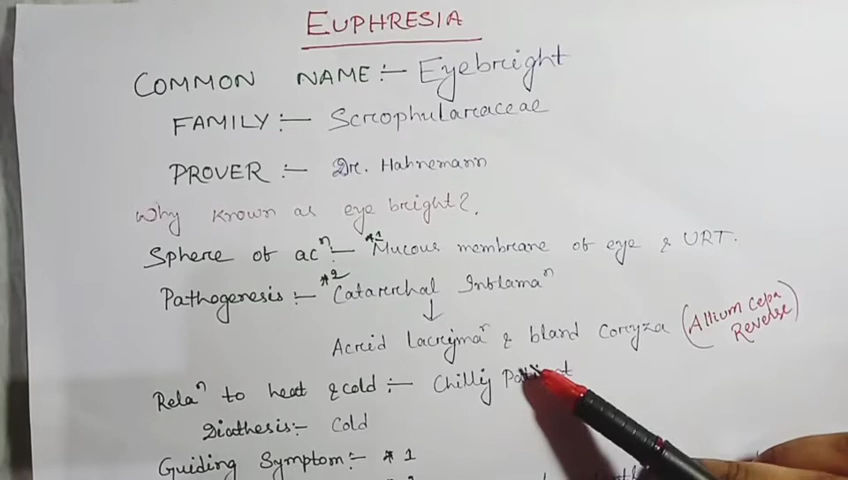 EUPHRESIA
COMMON NAME :- Eyebright
FAMILY :- Scrophulariaceae
PROVER :- Dr. Hahnemann
Why known as eye bright?.
Sphere of acⁿ :- *1 Mucous membrane of eye & URT.
Pathogenesis :- *2 Catarrhal Inflamaⁿ
↓
Acrid lacrymaⁿ & bland Coryza (Allium Cepa Reverse)
Relaⁿ to heat & cold :- Chilly Patient
Diathesis :- Cold
Guiding Symptom :- *1